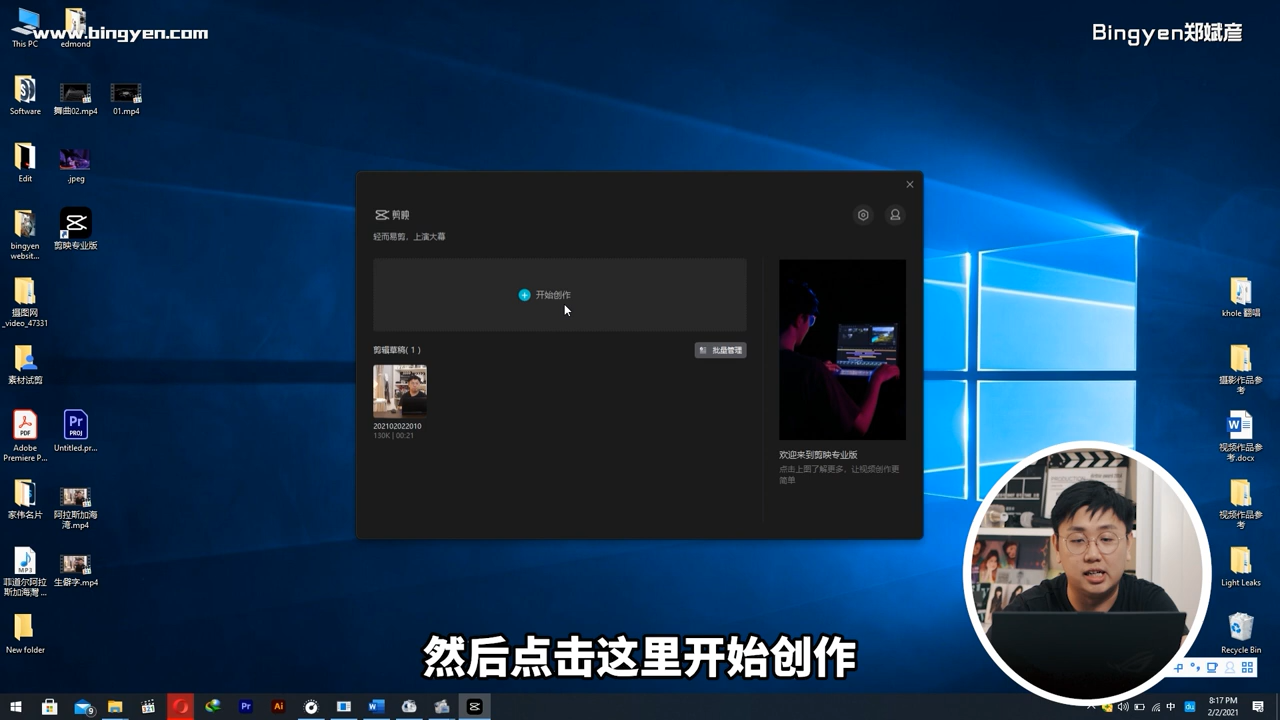 www.bingyen.com
Bingyen郑斌彦
This PC
edmond
Software
舞曲02.mp4
01.mp4
Edit
.jpeg
bingyen websit...
剪映专业版
摄图网_video_47331
素材试剪
Adobe Premiere P...
Untitled.pr...
家伟名片
阿拉斯加海湾.mp4
菲道尔阿拉斯加海灣...
生僻字.mp4
New folder
剪映
轻而易剪，上演大幕
开始创作
剪辑草稿( 1 )
批量管理
202102022010
130K | 00:21
欢迎来到剪映专业版
点击上图了解更多，让视频创作更简单
khole 翻唱
摄影作品参考
视频作品参考.docx
视频作品参考
Light Leaks
Recycle Bin
然后点击这里开始创作
中
8:17 PM
2/2/2021